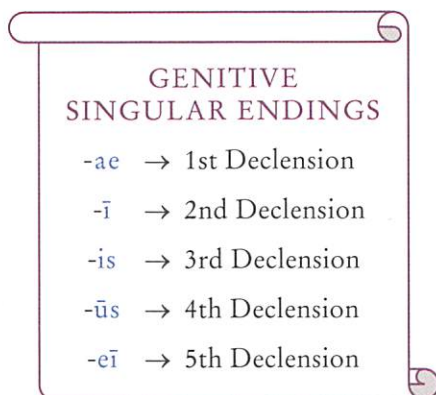 GENITIVE
SINGULAR ENDINGS
-ae → 1st Declension
-ī → 2nd Declension
-is → 3rd Declension
-ūs → 4th Declension
-eī → 5th Declension